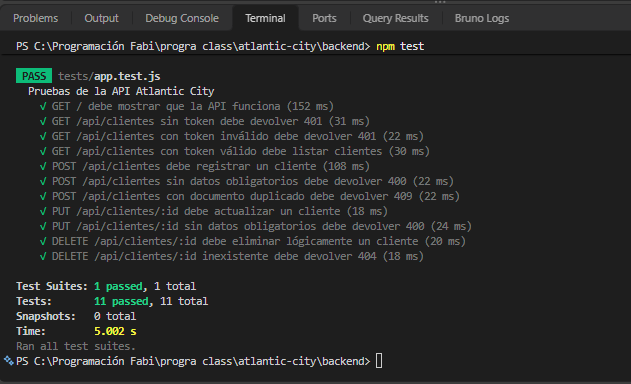 Problems Output Debug Console Terminal Ports Query Results Bruno Logs
PS C:\Programación Fabi\progra class\atlantic-city\backend> npm test
PASS tests/app.test.js
Pruebas de la API Atlantic City
√ GET / debe mostrar que la API funciona (152 ms)
√ GET /api/clientes sin token debe devolver 401 (31 ms)
√ GET /api/clientes con token inválido debe devolver 401 (22 ms)
√ GET /api/clientes con token válido debe listar clientes (30 ms)
√ POST /api/clientes debe registrar un cliente (108 ms)
√ POST /api/clientes sin datos obligatorios debe devolver 400 (22 ms)
√ POST /api/clientes con documento duplicado debe devolver 409 (22 ms)
√ PUT /api/clientes/:id debe actualizar un cliente (18 ms)
√ PUT /api/clientes/:id sin datos obligatorios debe devolver 400 (24 ms)
√ DELETE /api/clientes/:id debe eliminar lógicamente un cliente (20 ms)
√ DELETE /api/clientes/:id inexistente debe devolver 404 (18 ms)
Test Suites: 1 passed, 1 total
Tests: 11 passed, 11 total
Snapshots: 0 total
Time: 5.002 s
Ran all test suites.
PS C:\Programación Fabi\progra class\atlantic-city\backend>